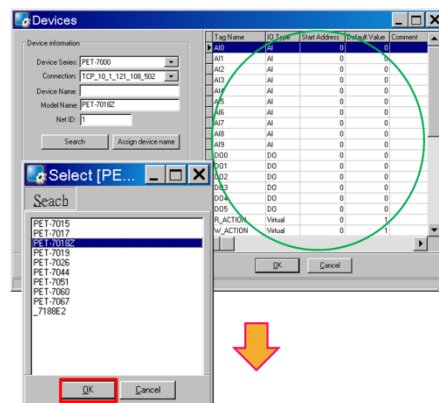 Devices
Device information
Device Series: PET-7000
Connection: TCP_10_1_121_108_502
Device Name:
Model Name: PET-7018Z
Net ID: 1
Seach
Assign device name
Tag Name IO Type Start Address Default Value Comment
AI0 AI 0 0
AI1 AI 0 0
AI2 AI 0 0
AI3 AI 0 0
AI4 AI 0 0
AI5 AI 0 0
AI6 AI 0 0
AI7 AI 0 0
AI8 AI 0 0
AI9 AI 0 0
DO0 DO 0 0
DO1 DO 0 0
DO2 DO 0 0
DO3 DO 0 0
DO4 DO 0 0
DO5 DO 0 0
R_ACTION Virtual 0 1
W_ACTION Virtual 0 1
OK Cancel
Select [PE...
Seach
PET-7015
PET-7017
PET-7018Z
PET-7019
PET-7026
PET-7044
PET-7051
PET-7060
PET-7067
_7188E2
OK Cancel